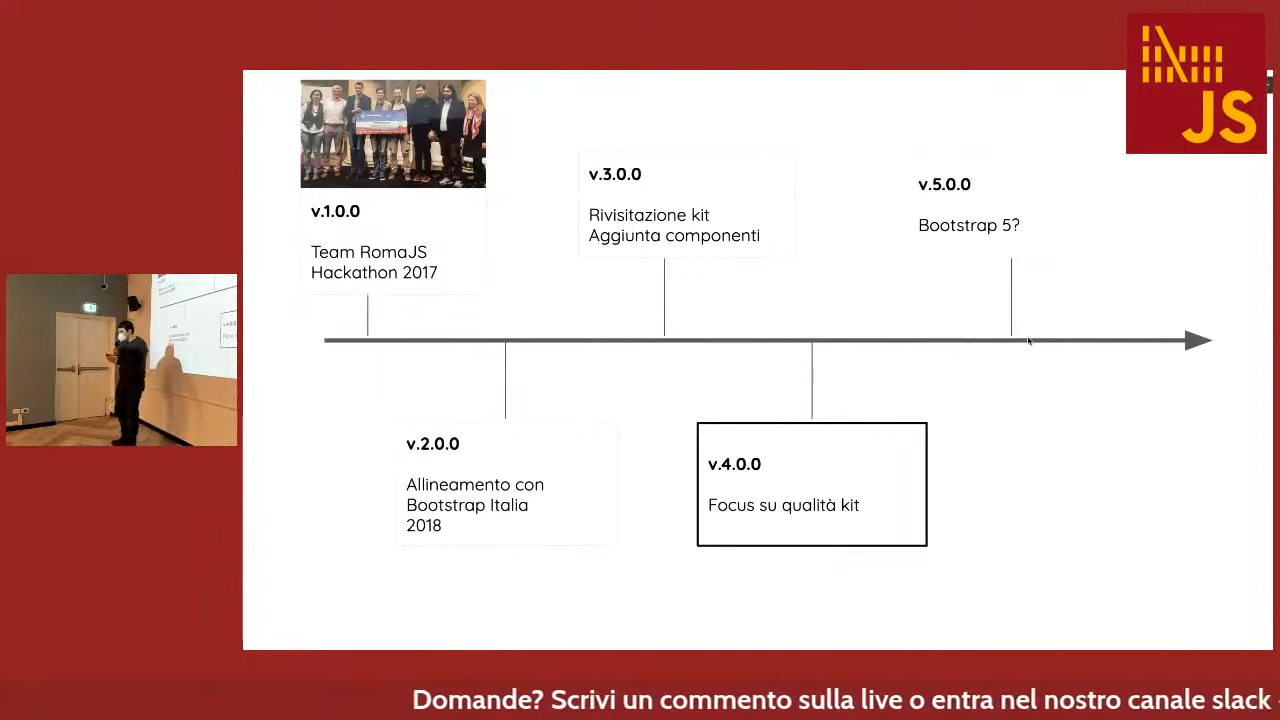 JS
v.1.0.0
Team RomaJS
Hackathon 2017
v.3.0.0
Rivisitazione kit
Aggiunta componenti
v.5.0.0
Bootstrap 5?
v.2.0.0
Allineamento con
Bootstrap Italia
2018
v.4.0.0
Focus su qualità kit
Domande? Scrivi un commento sulla live o entra nel nostro canale slack